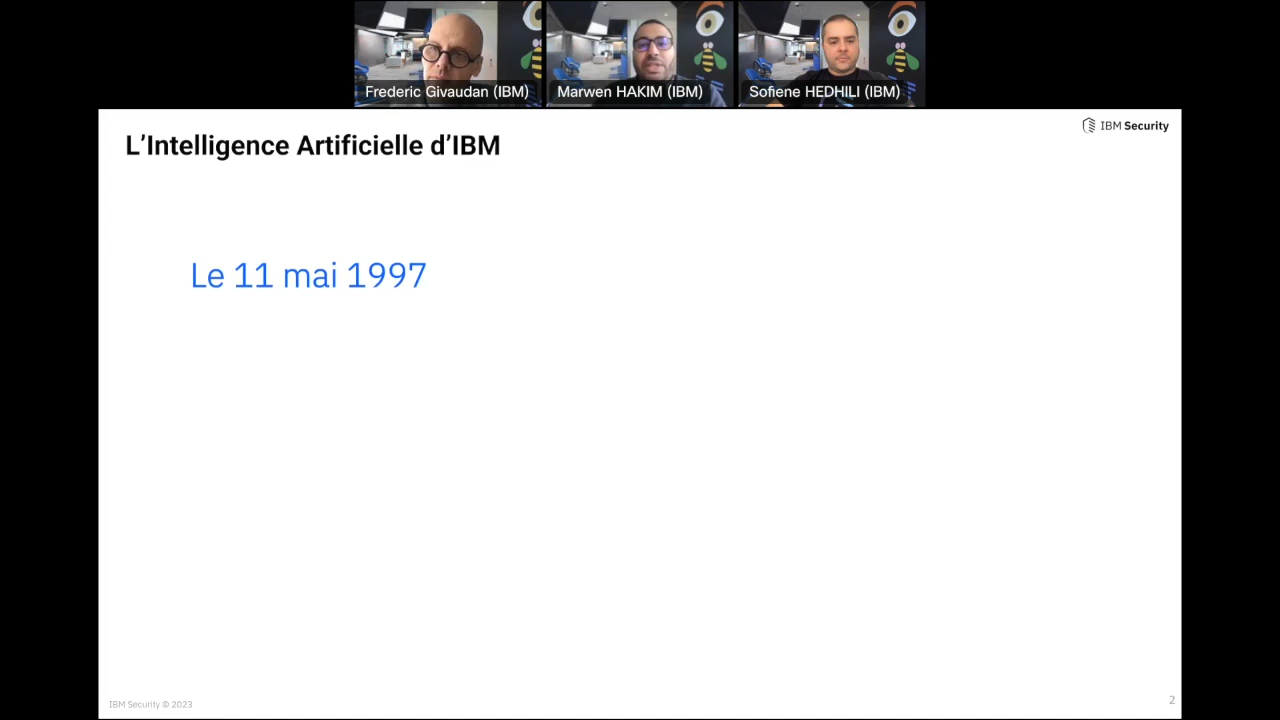 Frederic Givaudan (IBM)
Marwen HAKIM (IBM)
Sofiene HEDHILI (IBM)
IBM Security
L’Intelligence Artificielle d’IBM
Le 11 mai 1997
IBM Security © 2023
2